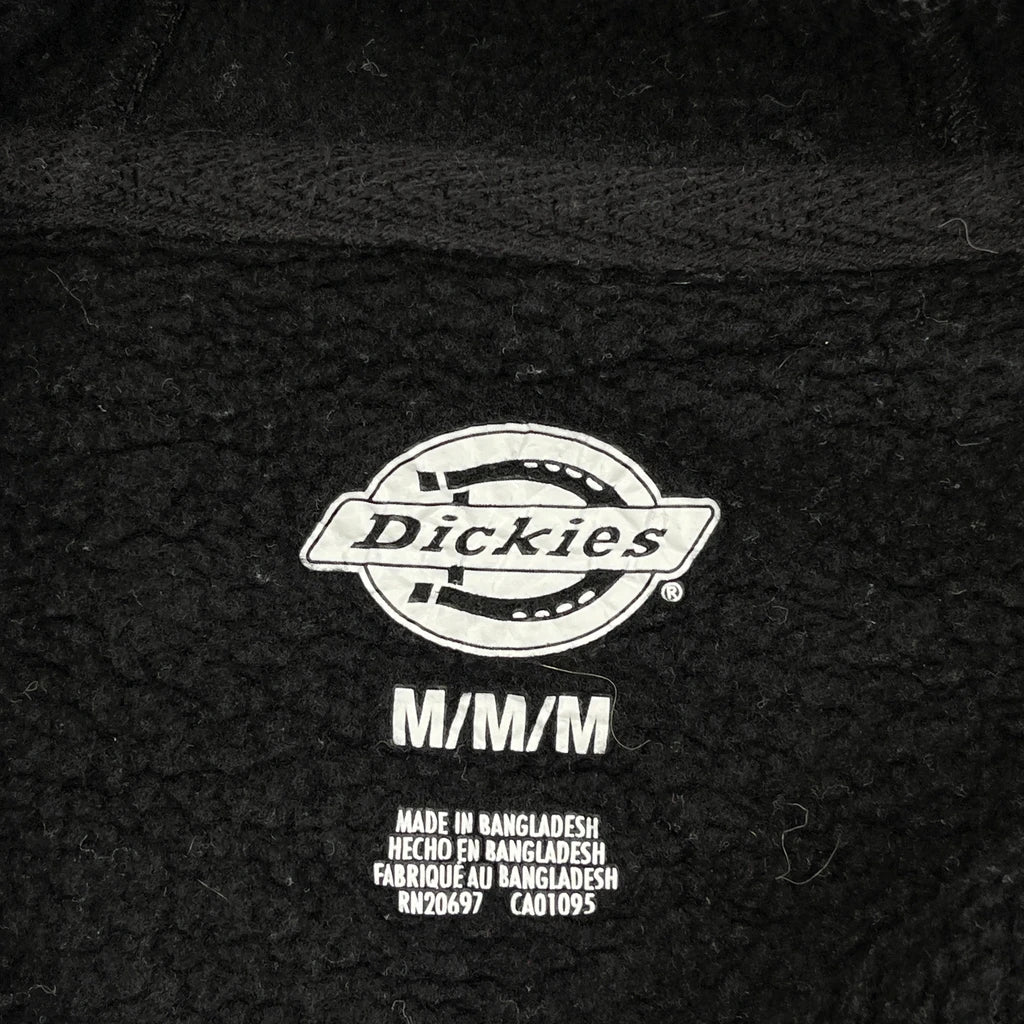 Dickies
®
M/M/M
MADE IN BANGLADESH
HECHO EN BANGLADESH
FABRIQUÉ AU BANGLADESH
RN20697 CA01095